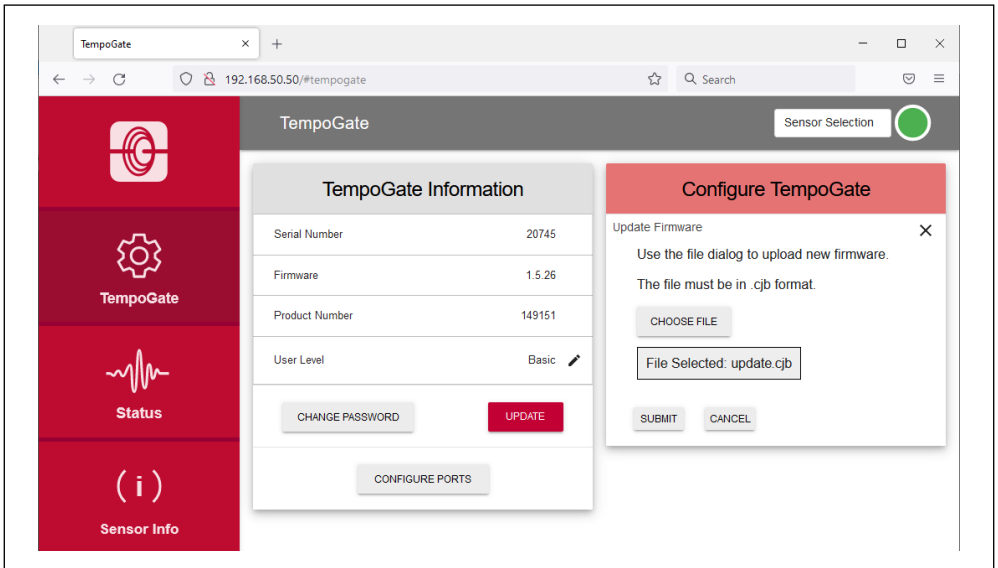 TempoGate
192.168.50.50/#tempogate
Search
TempoGate
Sensor Selection
TempoGate
Status
( i )
Sensor Info
TempoGate Information
Serial Number 20745
Firmware 1.5.26
Product Number 149151
User Level Basic
CHANGE PASSWORD UPDATE
CONFIGURE PORTS
Configure TempoGate
Update Firmware
Use the file dialog to upload new firmware.
The file must be in .cjb format.
CHOOSE FILE
File Selected: update.cjb
SUBMIT CANCEL